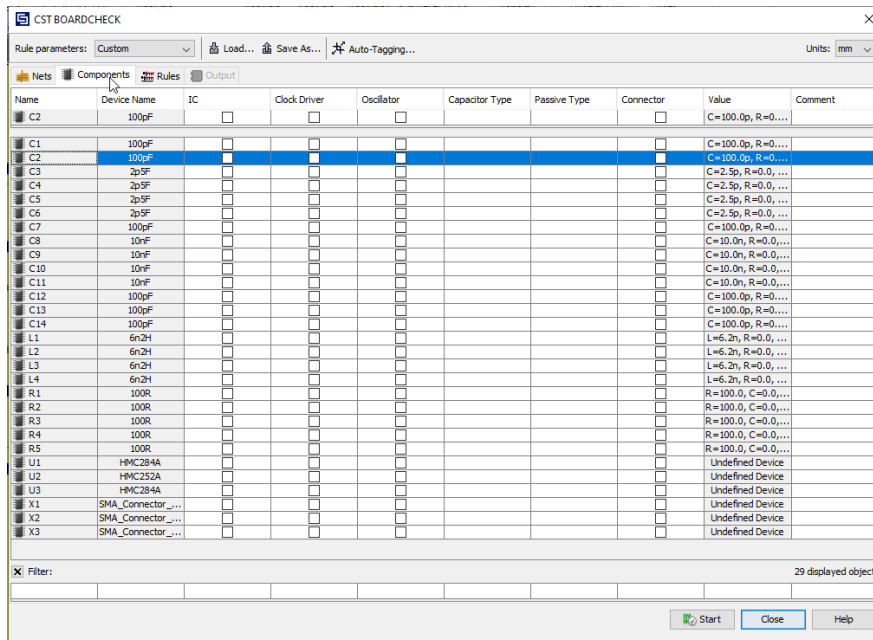 CST BOARDCHECK
Rule parameters: Custom Load... Save As... Auto-Tagging... Units: mm
Nets Components Rules Output
Name Device Name IC Clock Driver Oscillator Capacitor Type Passive Type Connector Value Comment
C2 100pF C=100.0p, R=0....
C1 100pF C=100.0p, R=0....
C2 100pF C=100.0p, R=0....
C3 2p5F C=2.5p, R=0.0, ...
C4 2p5F C=2.5p, R=0.0, ...
C5 2p5F C=2.5p, R=0.0, ...
C6 2p5F C=2.5p, R=0.0, ...
C7 100pF C=100.0p, R=0....
C8 10nF C=10.0n, R=0.0,...
C9 10nF C=10.0n, R=0.0,...
C10 10nF C=10.0n, R=0.0,...
C11 10nF C=10.0n, R=0.0,...
C12 100pF C=100.0p, R=0....
C13 100pF C=100.0p, R=0....
C14 100pF C=100.0p, R=0....
L1 6n2H L=6.2n, R=0.0, ...
L2 6n2H L=6.2n, R=0.0, ...
L3 6n2H L=6.2n, R=0.0, ...
L4 6n2H L=6.2n, R=0.0, ...
R1 100R R=100.0, C=0.0,...
R2 100R R=100.0, C=0.0,...
R3 100R R=100.0, C=0.0,...
R4 100R R=100.0, C=0.0,...
R5 100R R=100.0, C=0.0,...
U1 HMC284A Undefined Device
U2 HMC252A Undefined Device
U3 HMC284A Undefined Device
X1 SMA_Connector_... Undefined Device
X2 SMA_Connector_... Undefined Device
X3 SMA_Connector_... Undefined Device
Filter: 29 displayed object
Start Close Help